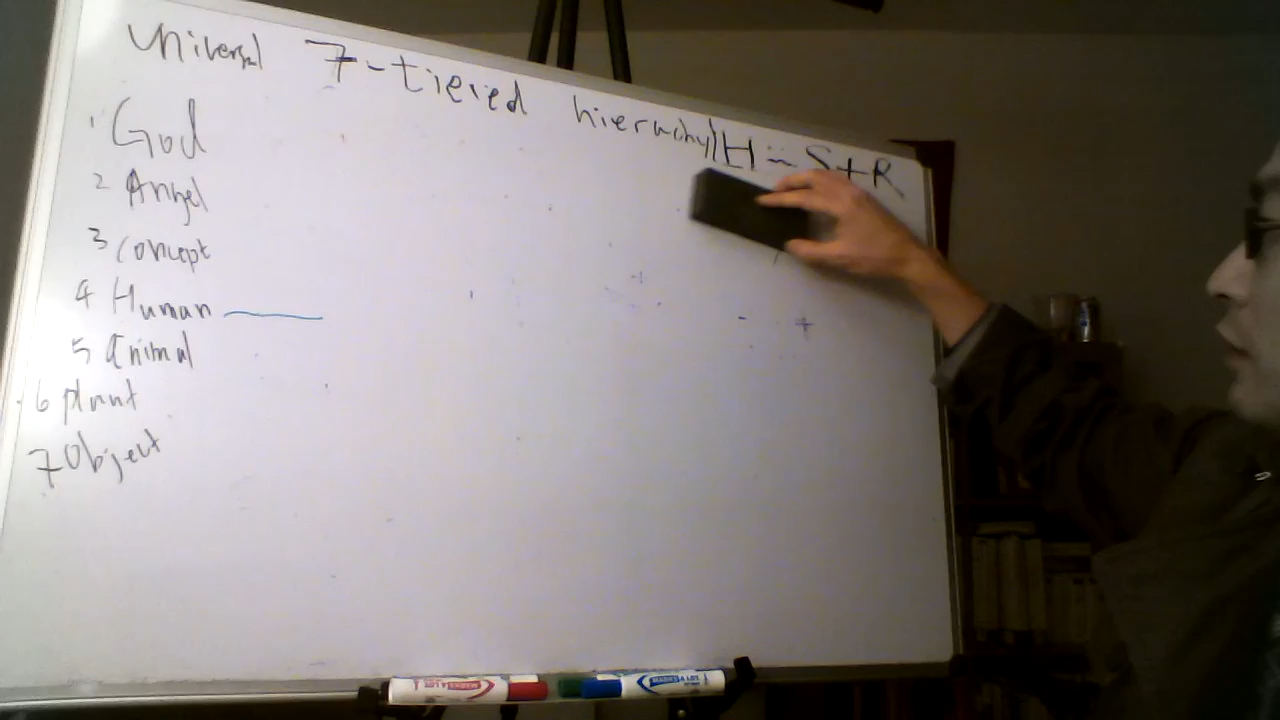 universal 7-tiered hierarchy H = S+R
1 God
2 Angel
3 concept
4 Human
5 Animal
6 plant
7 Object